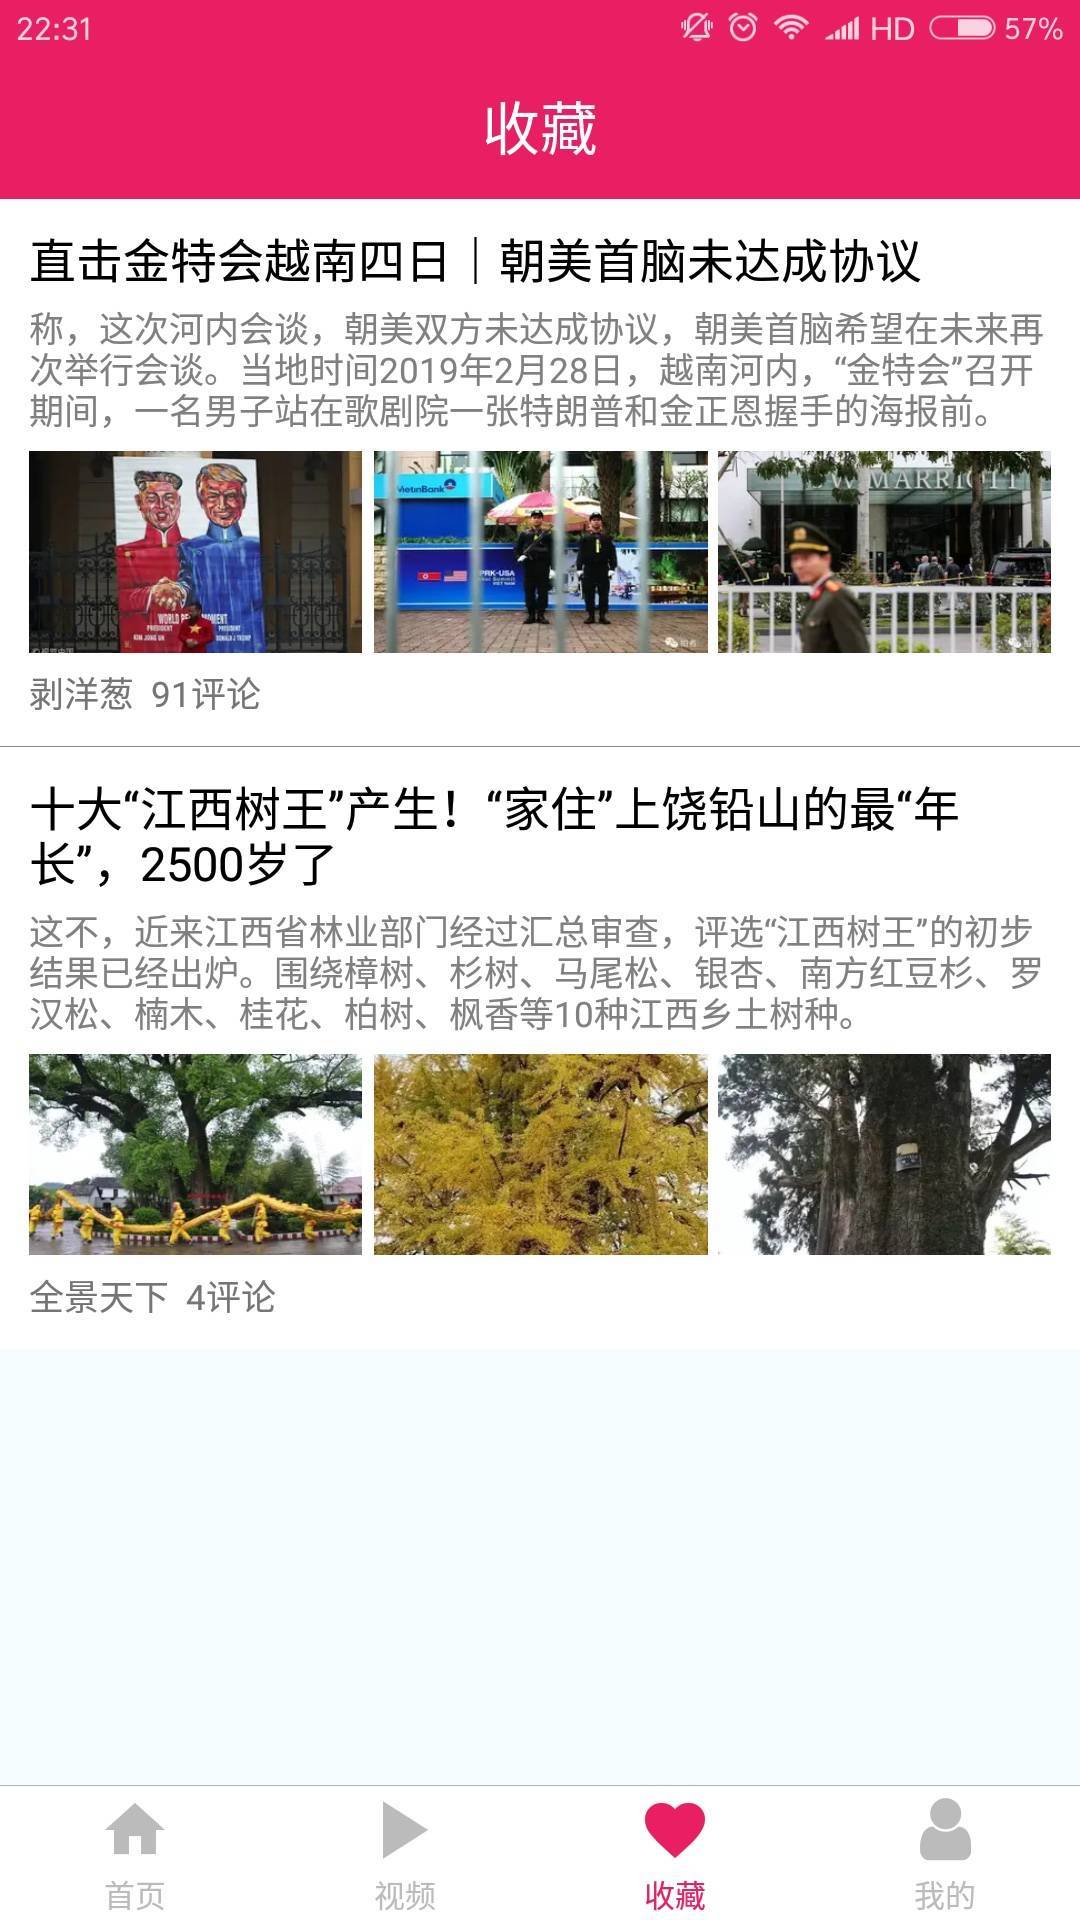 22:31
HD
57%
收藏
直击金特会越南四日｜朝美首脑未达成协议
称，这次河内会谈，朝美双方未达成协议，朝美首脑希望在未来再
次举行会谈。当地时间2019年2月28日，越南河内，“金特会”召开
期间，一名男子站在歌剧院一张特朗普和金正恩握手的海报前。
VietinBank
PRK-USA
W MARRIOTT
PRESIDENT
KIM JONG UN
PRESIDENT
DONALD J TRUMP
剥洋葱 91评论
十大“江西树王”产生！“家住”上饶铅山的最“年
长”，2500岁了
这不，近来江西省林业部门经过汇总审查，评选“江西树王”的初步
结果已经出炉。围绕樟树、杉树、马尾松、银杏、南方红豆杉、罗
汉松、楠木、桂花、柏树、枫香等10种江西乡土树种。
全景天下 4评论
首页
视频
收藏
我的